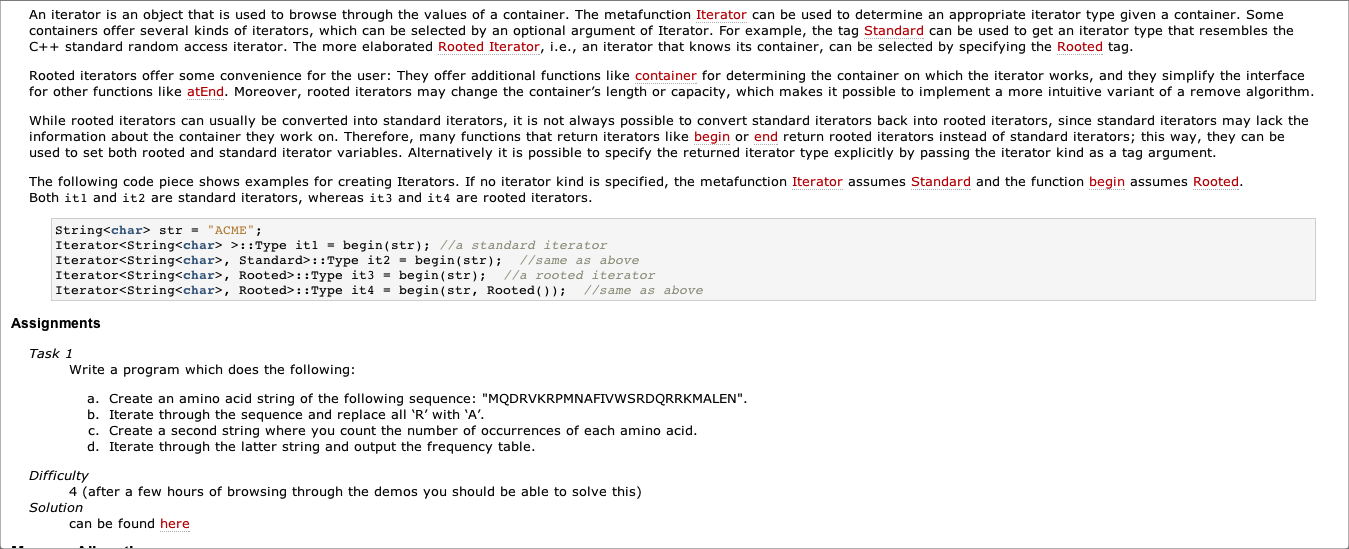 An iterator is an object that is used to browse through the values of a container. The metafunction Iterator can be used to determine an appropriate iterator type given a container. Some
containers offer several kinds of iterators, which can be selected by an optional argument of Iterator. For example, the tag Standard can be used to get an iterator type that resembles the
C++ standard random access iterator. The more elaborated Rooted Iterator, i.e., an iterator that knows its container, can be selected by specifying the Rooted tag.
Rooted iterators offer some convenience for the user: They offer additional functions like container for determining the container on which the iterator works, and they simplify the interface
for other functions like atEnd. Moreover, rooted iterators may change the container’s length or capacity, which makes it possible to implement a more intuitive variant of a remove algorithm.
While rooted iterators can usually be converted into standard iterators, it is not always possible to convert standard iterators back into rooted iterators, since standard iterators may lack the
information about the container they work on. Therefore, many functions that return iterators like begin or end return rooted iterators instead of standard iterators; this way, they can be
used to set both rooted and standard iterator variables. Alternatively it is possible to specify the returned iterator type explicitly by passing the iterator kind as a tag argument.
The following code piece shows examples for creating Iterators. If no iterator kind is specified, the metafunction Iterator assumes Standard and the function begin assumes Rooted.
Both it1 and it2 are standard iterators, whereas it3 and it4 are rooted iterators.
String<char> str = "ACME";
Iterator<String<char> >::Type it1 = begin(str); //a standard iterator
Iterator<String<char>, Standard>::Type it2 = begin(str);  //same as above
Iterator<String<char>, Rooted>::Type it3 = begin(str);  //a rooted iterator
Iterator<String<char>, Rooted>::Type it4 = begin(str, Rooted());  //same as above
Assignments
Task 1
Write a program which does the following:
a. Create an amino acid string of the following sequence: "MQDRVKRPMNAFIVWSRDQRRKMALEN".
b. Iterate through the sequence and replace all ‘R’ with ‘A’.
c. Create a second string where you count the number of occurrences of each amino acid.
d. Iterate through the latter string and output the frequency table.
Difficulty
4 (after a few hours of browsing through the demos you should be able to solve this)
Solution
can be found here